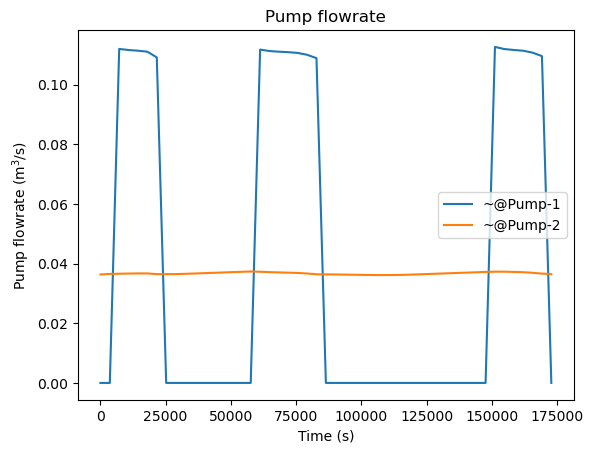 Pump flowrate
Pump flowrate (m³/s)
0.10
0.08
0.06
0.04
0.02
0.00
~@Pump-1
~@Pump-2
0 25000 50000 75000 100000 125000 150000 175000
Time (s)